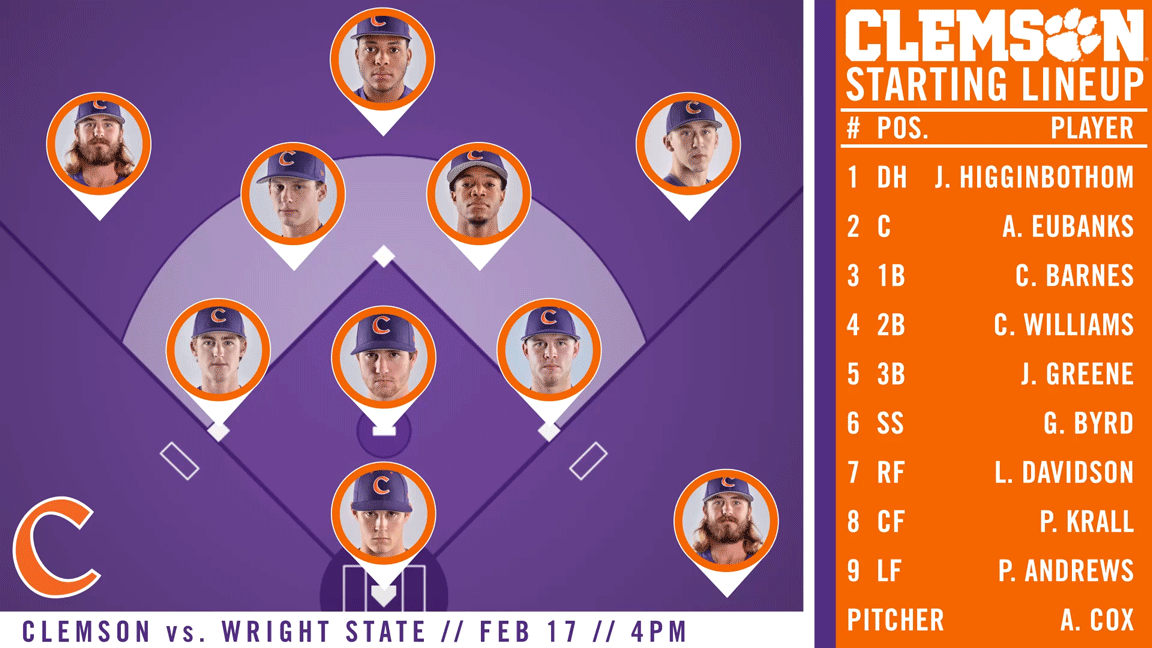 CLEMSON
STARTING LINEUP
# POS. PLAYER
1 DH J. HIGGINBOTHOM
2 C A. EUBANKS
3 1B C. BARNES
4 2B C. WILLIAMS
5 3B J. GREENE
6 SS G. BYRD
7 RF L. DAVIDSON
8 CF P. KRALL
9 LF P. ANDREWS
PITCHER A. COX
C
CLEMSON vs. WRIGHT STATE // FEB 17 // 4PM